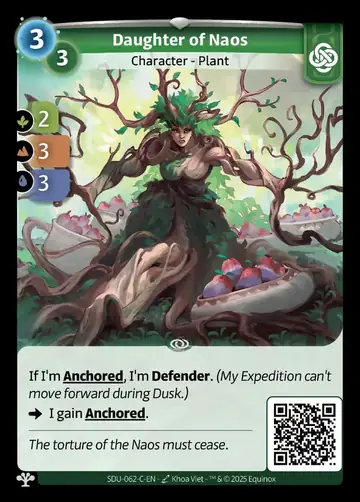 3
3
Daughter of Naos
Character - Plant
2
3
3
If I'm Anchored, I'm Defender. (My Expedition can't
move forward during Dusk.)
➔ I gain Anchored.
The torture of the Naos must cease.
SDU-062-C-EN - Khoa Viet - ™ & © 2025 Equinox